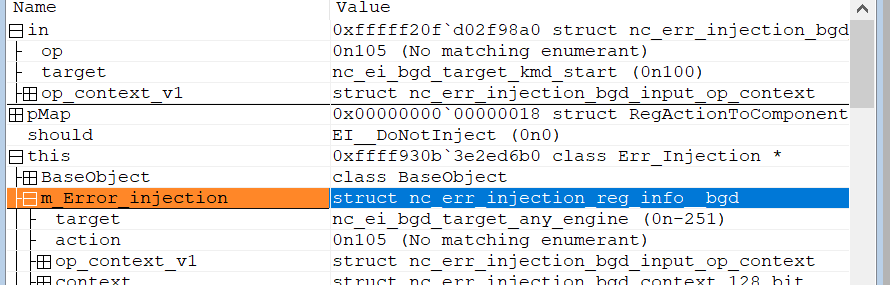 Name Value
in 0xfffff20f`d02f98a0 struct nc_err_injection_bgd
op 0n105 (No matching enumerant)
target nc_ei_bgd_target_kmd_start (0n100)
op_context_v1 struct nc_err_injection_bgd_input_op_context
pMap 0x00000000`00000018 struct RegActionToComponent
should EI__DoNotInject (0n0)
this 0xffff930b`3e2ed6b0 class Err_Injection *
BaseObject class BaseObject
m_Error_injection struct nc_err_injection_reg_info__bgd
target nc_ei_bgd_target_any_engine (0n-251)
action 0n105 (No matching enumerant)
op_context_v1 struct nc_err_injection_bgd_input_op_context
context struct nc_err_injection_bgd_context_128_bit